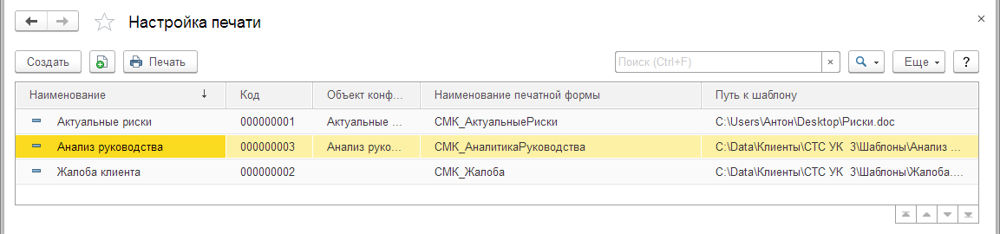 Настройка печати
Создать Печать Поиск (Ctrl+F) × Еще ?
Наименование ↓ Код Объект конф... Наименование печатной формы Путь к шаблону
Актуальные риски 000000001 Актуальные ... СМК_АктуальныеРиски C:\Users\Антон\Desktop\Риски.doc
Анализ руководства 000000003 Анализ руко... СМК_АналитикаРуководства C:\Data\Клиенты\СТС УК 3\Шаблоны\Анализ ...
Жалоба клиента 000000002 СМК_Жалоба C:\Data\Клиенты\СТС УК 3\Шаблоны\Жалоба....